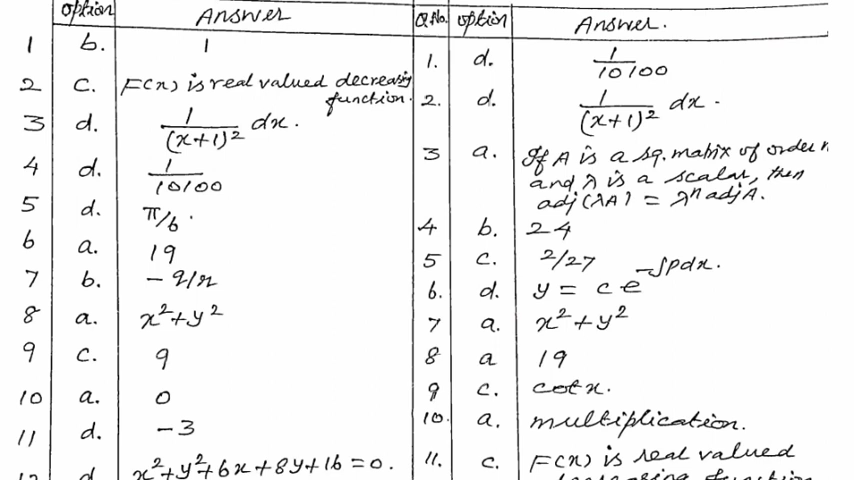 option Answer
1 b. 1
2 c. F(x) is real valued decreasing
function.
3 d. 1/(x+1)² dx.
4 d. 1/10100
5 d. π/6.
6 a. 19
7 b. - 2/r
8 a. x²+y²
9 c. 9
10 a. 0
11 d. -3
12 d x²+y²+6x+8y+16=0.
Q.No. option Answer.
1. d. 1/10100
2. d. 1/(x+1)² dx.
3 a. If A is a sq. matrix of order n
and λ is a scalar, then
adj(λA) = λⁿ adj A.
4 b. 24
5 c. 2/27
6. d. y = c e^-∫pdx.
7 a. x²+y²
8 a 19
9 c. cot x.
10. a. multiplication.
11. c. F(x) is real valued
function